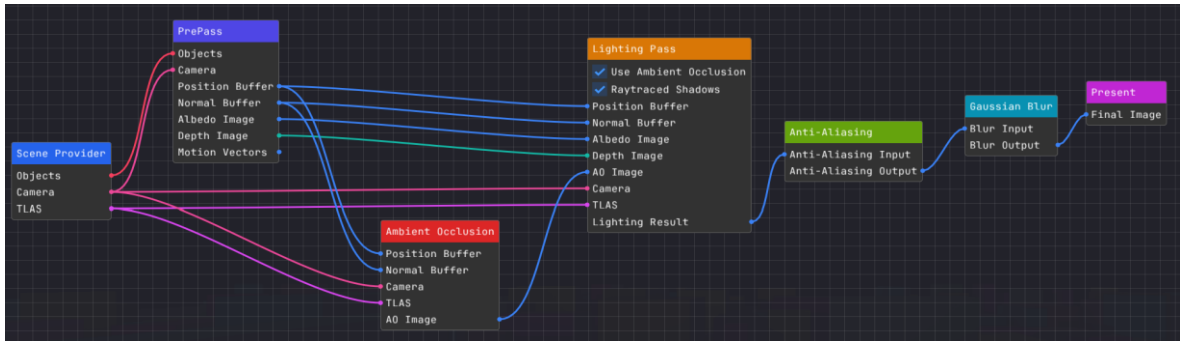 Scene Provider
Objects
Camera
TLAS
PrePass
Objects
Camera
Position Buffer
Normal Buffer
Albedo Image
Depth Image
Motion Vectors
Ambient Occlusion
Position Buffer
Normal Buffer
Camera
TLAS
AO Image
Lighting Pass
Use Ambient Occlusion
Raytraced Shadows
Position Buffer
Normal Buffer
Albedo Image
Depth Image
AO Image
Camera
TLAS
Lighting Result
Anti-Aliasing
Anti-Aliasing Input
Anti-Aliasing Output
Gaussian Blur
Blur Input
Blur Output
Present
Final Image